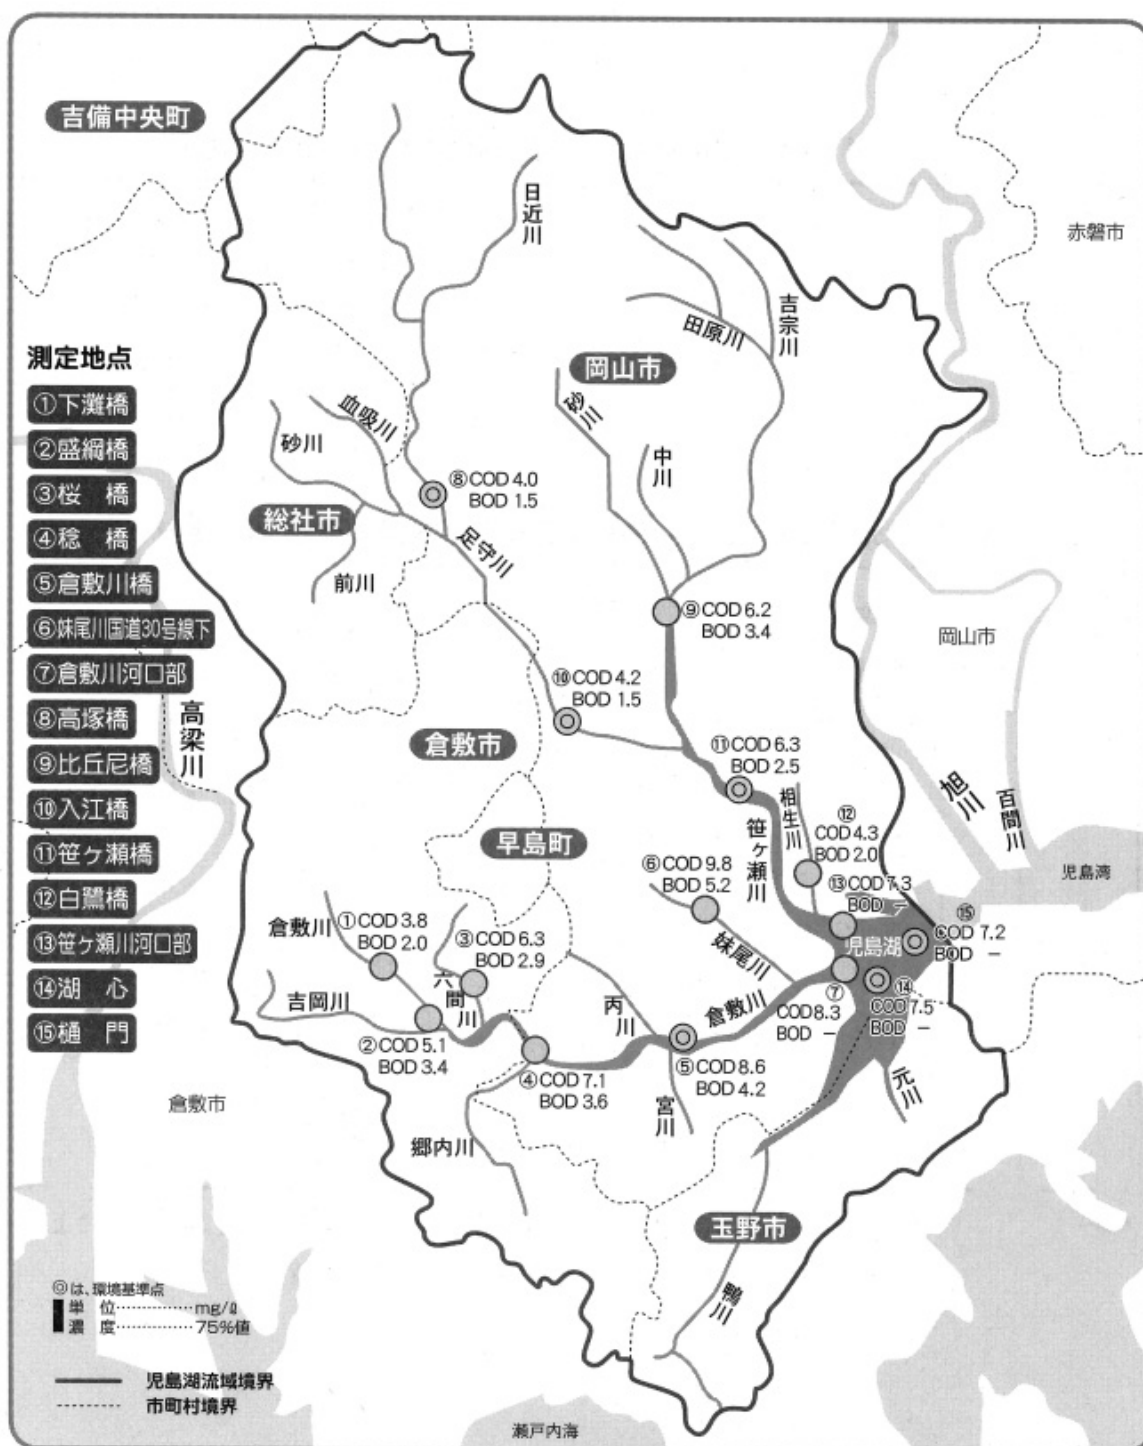 吉備中央町
日近川
赤磐市
吉宗川
田原川
岡山市
測定地点
①下灘橋
②盛綱橋
③桜　橋
④稔　橋
⑤倉敷川橋
⑥妹尾川国道30号線下
⑦倉敷川河口部
⑧高塚橋
⑨比丘尼橋
⑩入江橋
⑪笹ヶ瀬橋
⑫白鷺橋
⑬笹ヶ瀬川河口部
⑭湖　心
⑮樋　門
血吸川
砂川
砂川
中川
⑧COD 4.0
BOD 1.5
総社市
足守川
前川
⑨COD 6.2
BOD 3.4
岡山市
⑩COD 4.2
BOD 1.5
高梁川
倉敷市
⑪COD 6.3
BOD 2.5
相生川
旭川
百間川
児島湾
早島町
笹ヶ瀬川
⑫
COD 4.3
BOD 2.0
⑥COD 9.8
BOD 5.2
⑬COD 7.3
BOD －
⑮
COD 7.2
BOD －
児島湖
倉敷川
①COD 3.8
BOD 2.0
③COD 6.3
BOD 2.9
六間川
妹尾川
吉岡川
丙川
倉敷川
⑦
COD8.3
BOD －
⑭
COD7.5
BOD －
②COD 5.1
BOD 3.4
④COD 7.1
BOD 3.6
⑤COD 8.6
BOD 4.2
宮川
元川
倉敷市
郷内川
玉野市
鴨川
◎は、環境基準点
単　位……………mg/ℓ
濃　度……………75%値
児島湖流域境界
市町村境界
瀬戸内海